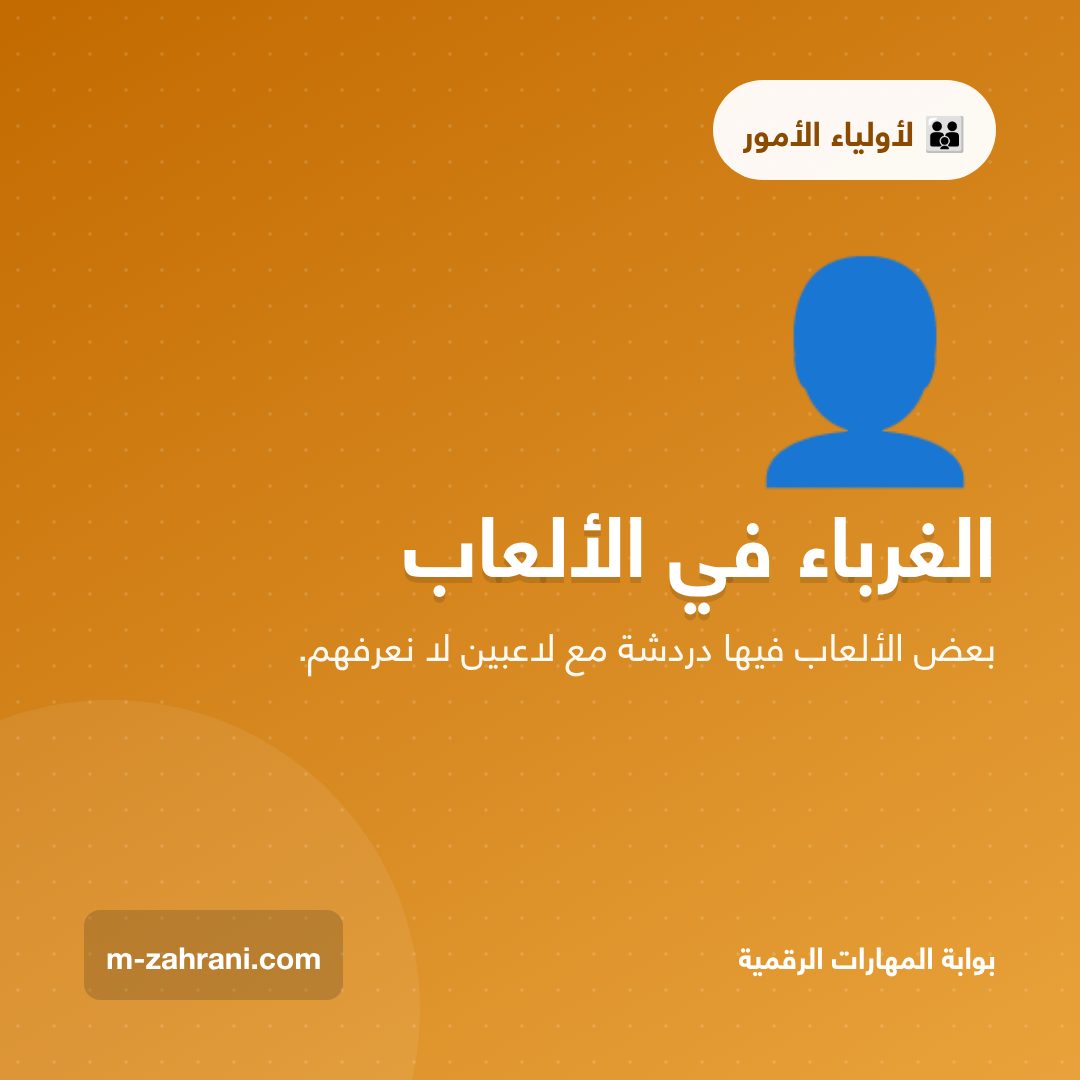 لأولياء الأمور
الغرباء في الألعاب
بعض الألعاب فيها دردشة مع لاعبين لا نعرفهم.
بوابة المهارات الرقمية
m-zahrani.com